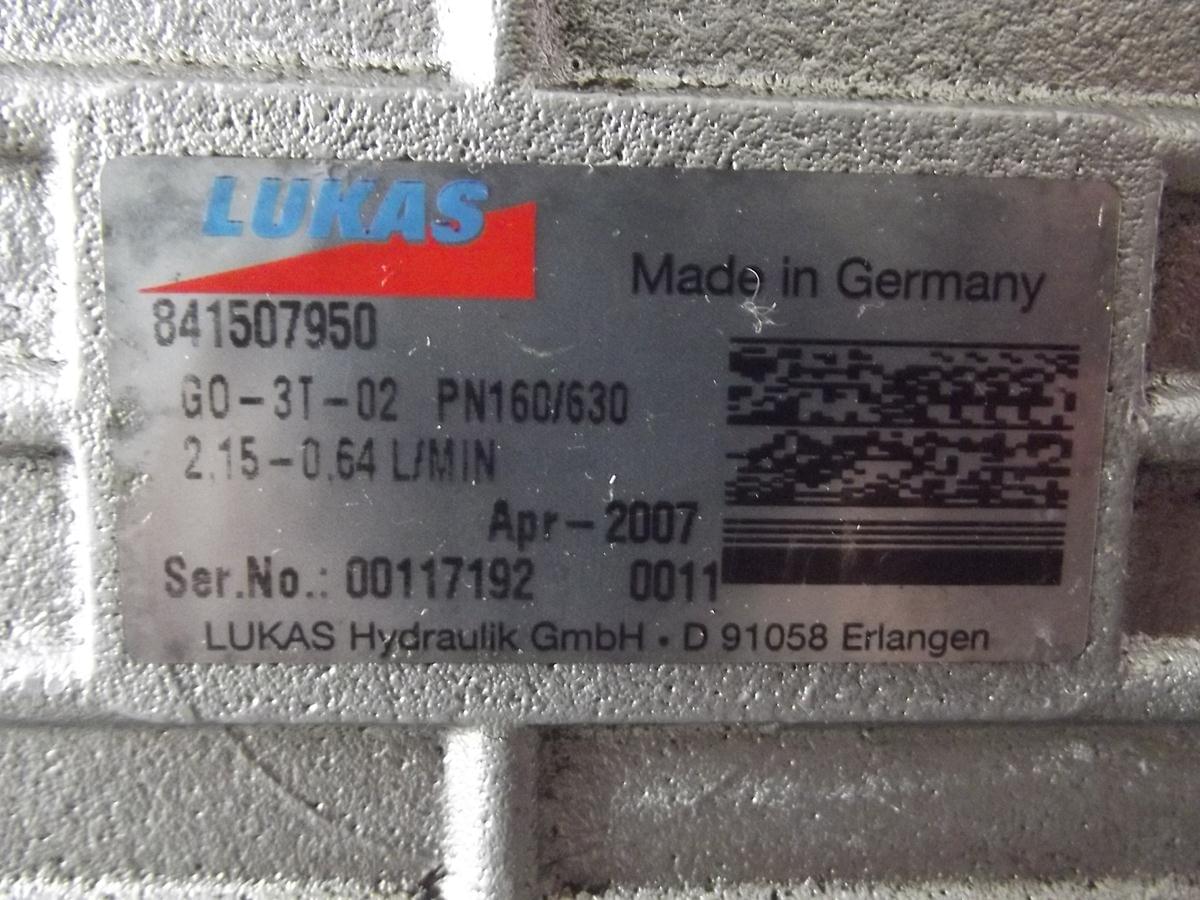 LUKAS
Made in Germany
841507950
GO-3T-02 PN160/630
2,15-0,64 L/MIN
Apr-2007
Ser.No.: 00117192 0011
LUKAS Hydraulik GmbH • D 91058 Erlangen